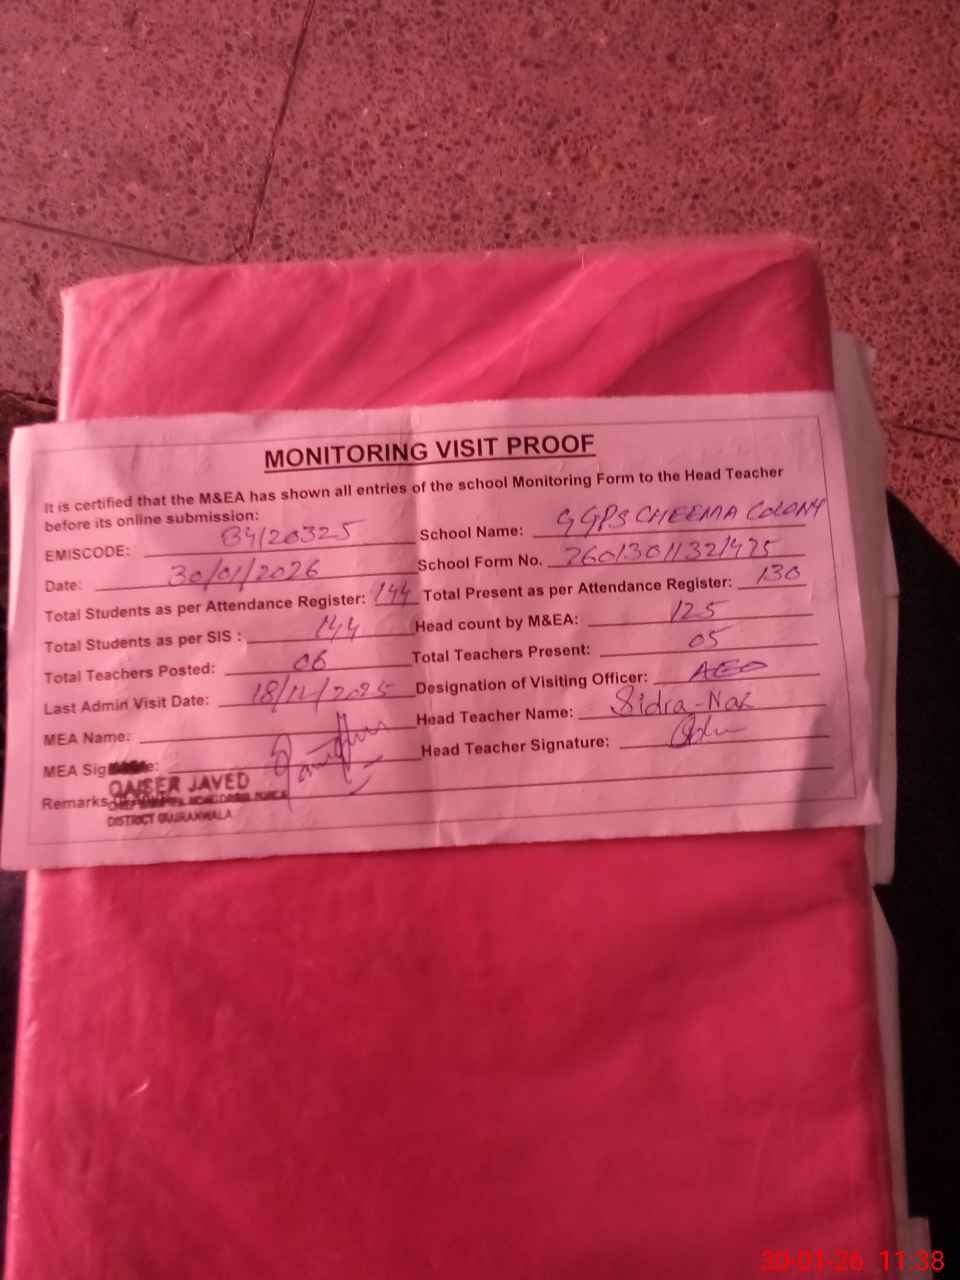 MONITORING VISIT PROOF
It is certified that the M&EA has shown all entries of the school Monitoring Form to the Head Teacher
before its online submission:
EMISCODE: 34120325 School Name: GGPS CHEEMA COLONY
Date: 30/01/2026 School Form No. 26013011321425
Total Students as per Attendance Register: 144 Total Present as per Attendance Register: 130
Total Students as per SIS : 144 Head count by M&EA: 125
Total Teachers Posted: 06 Total Teachers Present: 05
Last Admin Visit Date: 18/11/2025 Designation of Visiting Officer: AEO
MEA Name: Head Teacher Name: Sidra-Naz
MEA Sig e: Head Teacher Signature:
QAISER JAVED
Remarks
DISTRICT GUJRANWALA
30-01-26 11:38